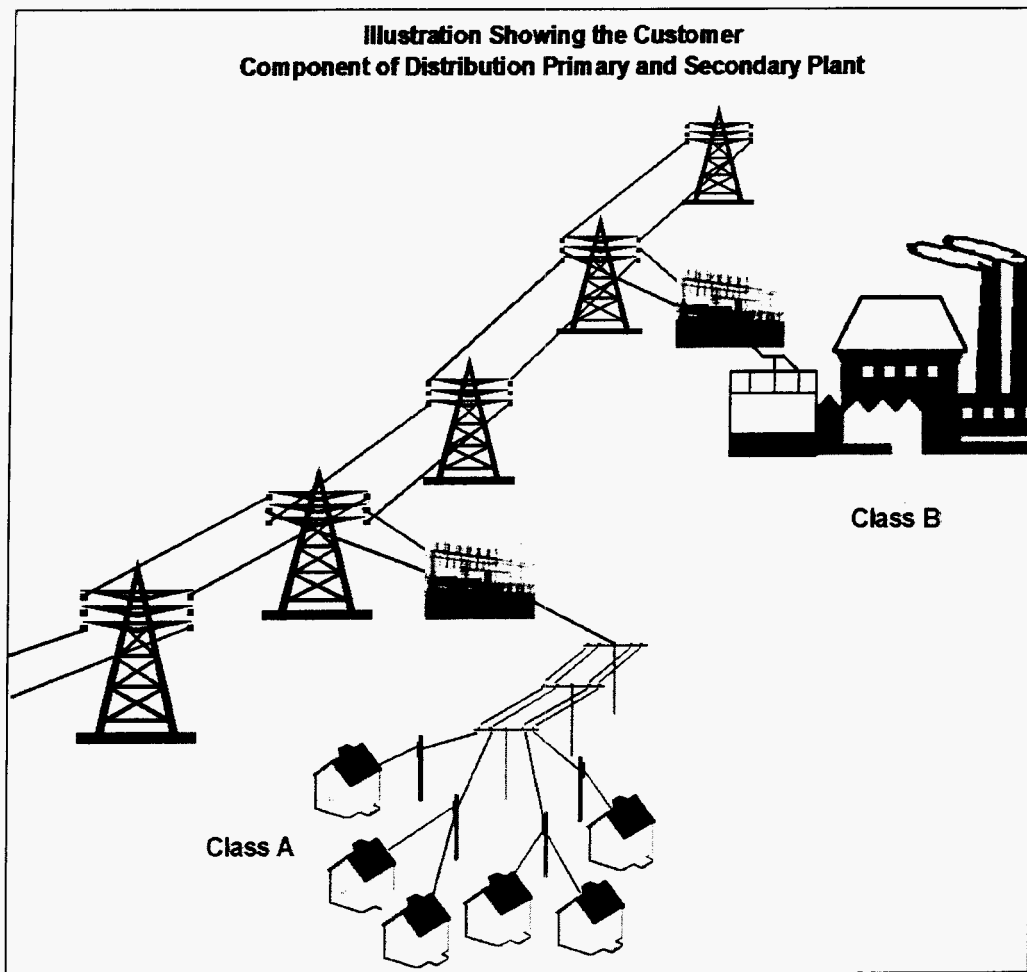 Illustration Showing the Customer
Component of Distribution Primary and Secondary Plant
Class B
Class A